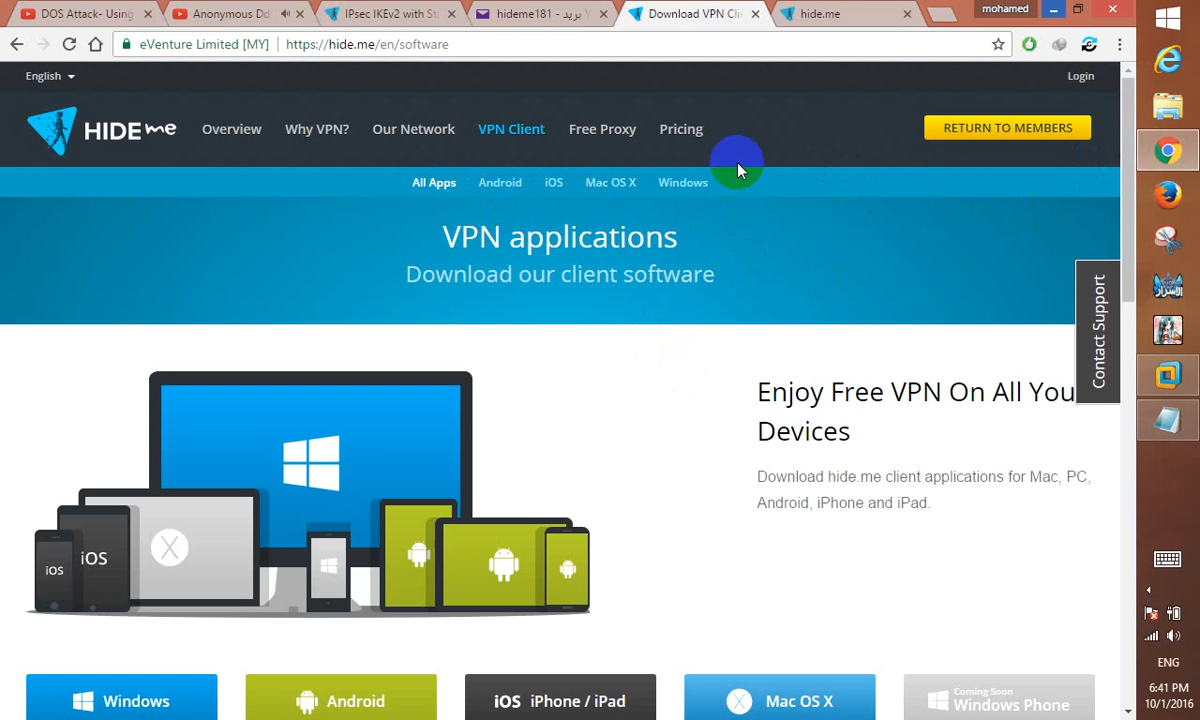 DOS Attack- Using
Anonymous Dd
IPsec IKEv2 with St
hideme181 - بريد
Download VPN Cli
hide.me
mohamed
eVenture Limited [MY]
https://hide.me/en/software
English
Login
HIDE me
Overview
Why VPN?
Our Network
VPN Client
Free Proxy
Pricing
RETURN TO MEMBERS
All Apps
Android
iOS
Mac OS X
Windows
VPN applications
Download our client software
Contact Support
Enjoy Free VPN On All You
Devices
Download hide.me client applications for Mac, PC,
Android, iPhone and iPad.
iOS
iOS
X
Windows
Android
iOS iPhone / iPad
X Mac OS X
Coming Soon
Windows Phone
ENG
6:41 PM
10/1/2016